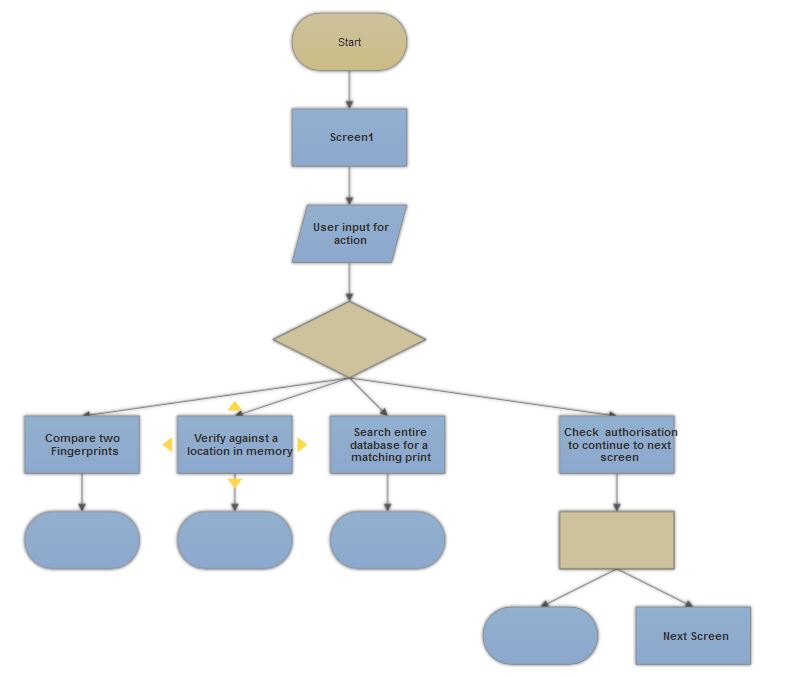 Start
Screen1
User input for
action
Compare two
Fingerprints
Verify against a
location in memory
Search entire
database for a
matching print
Check authorisation
to continue to next
screen
Next Screen